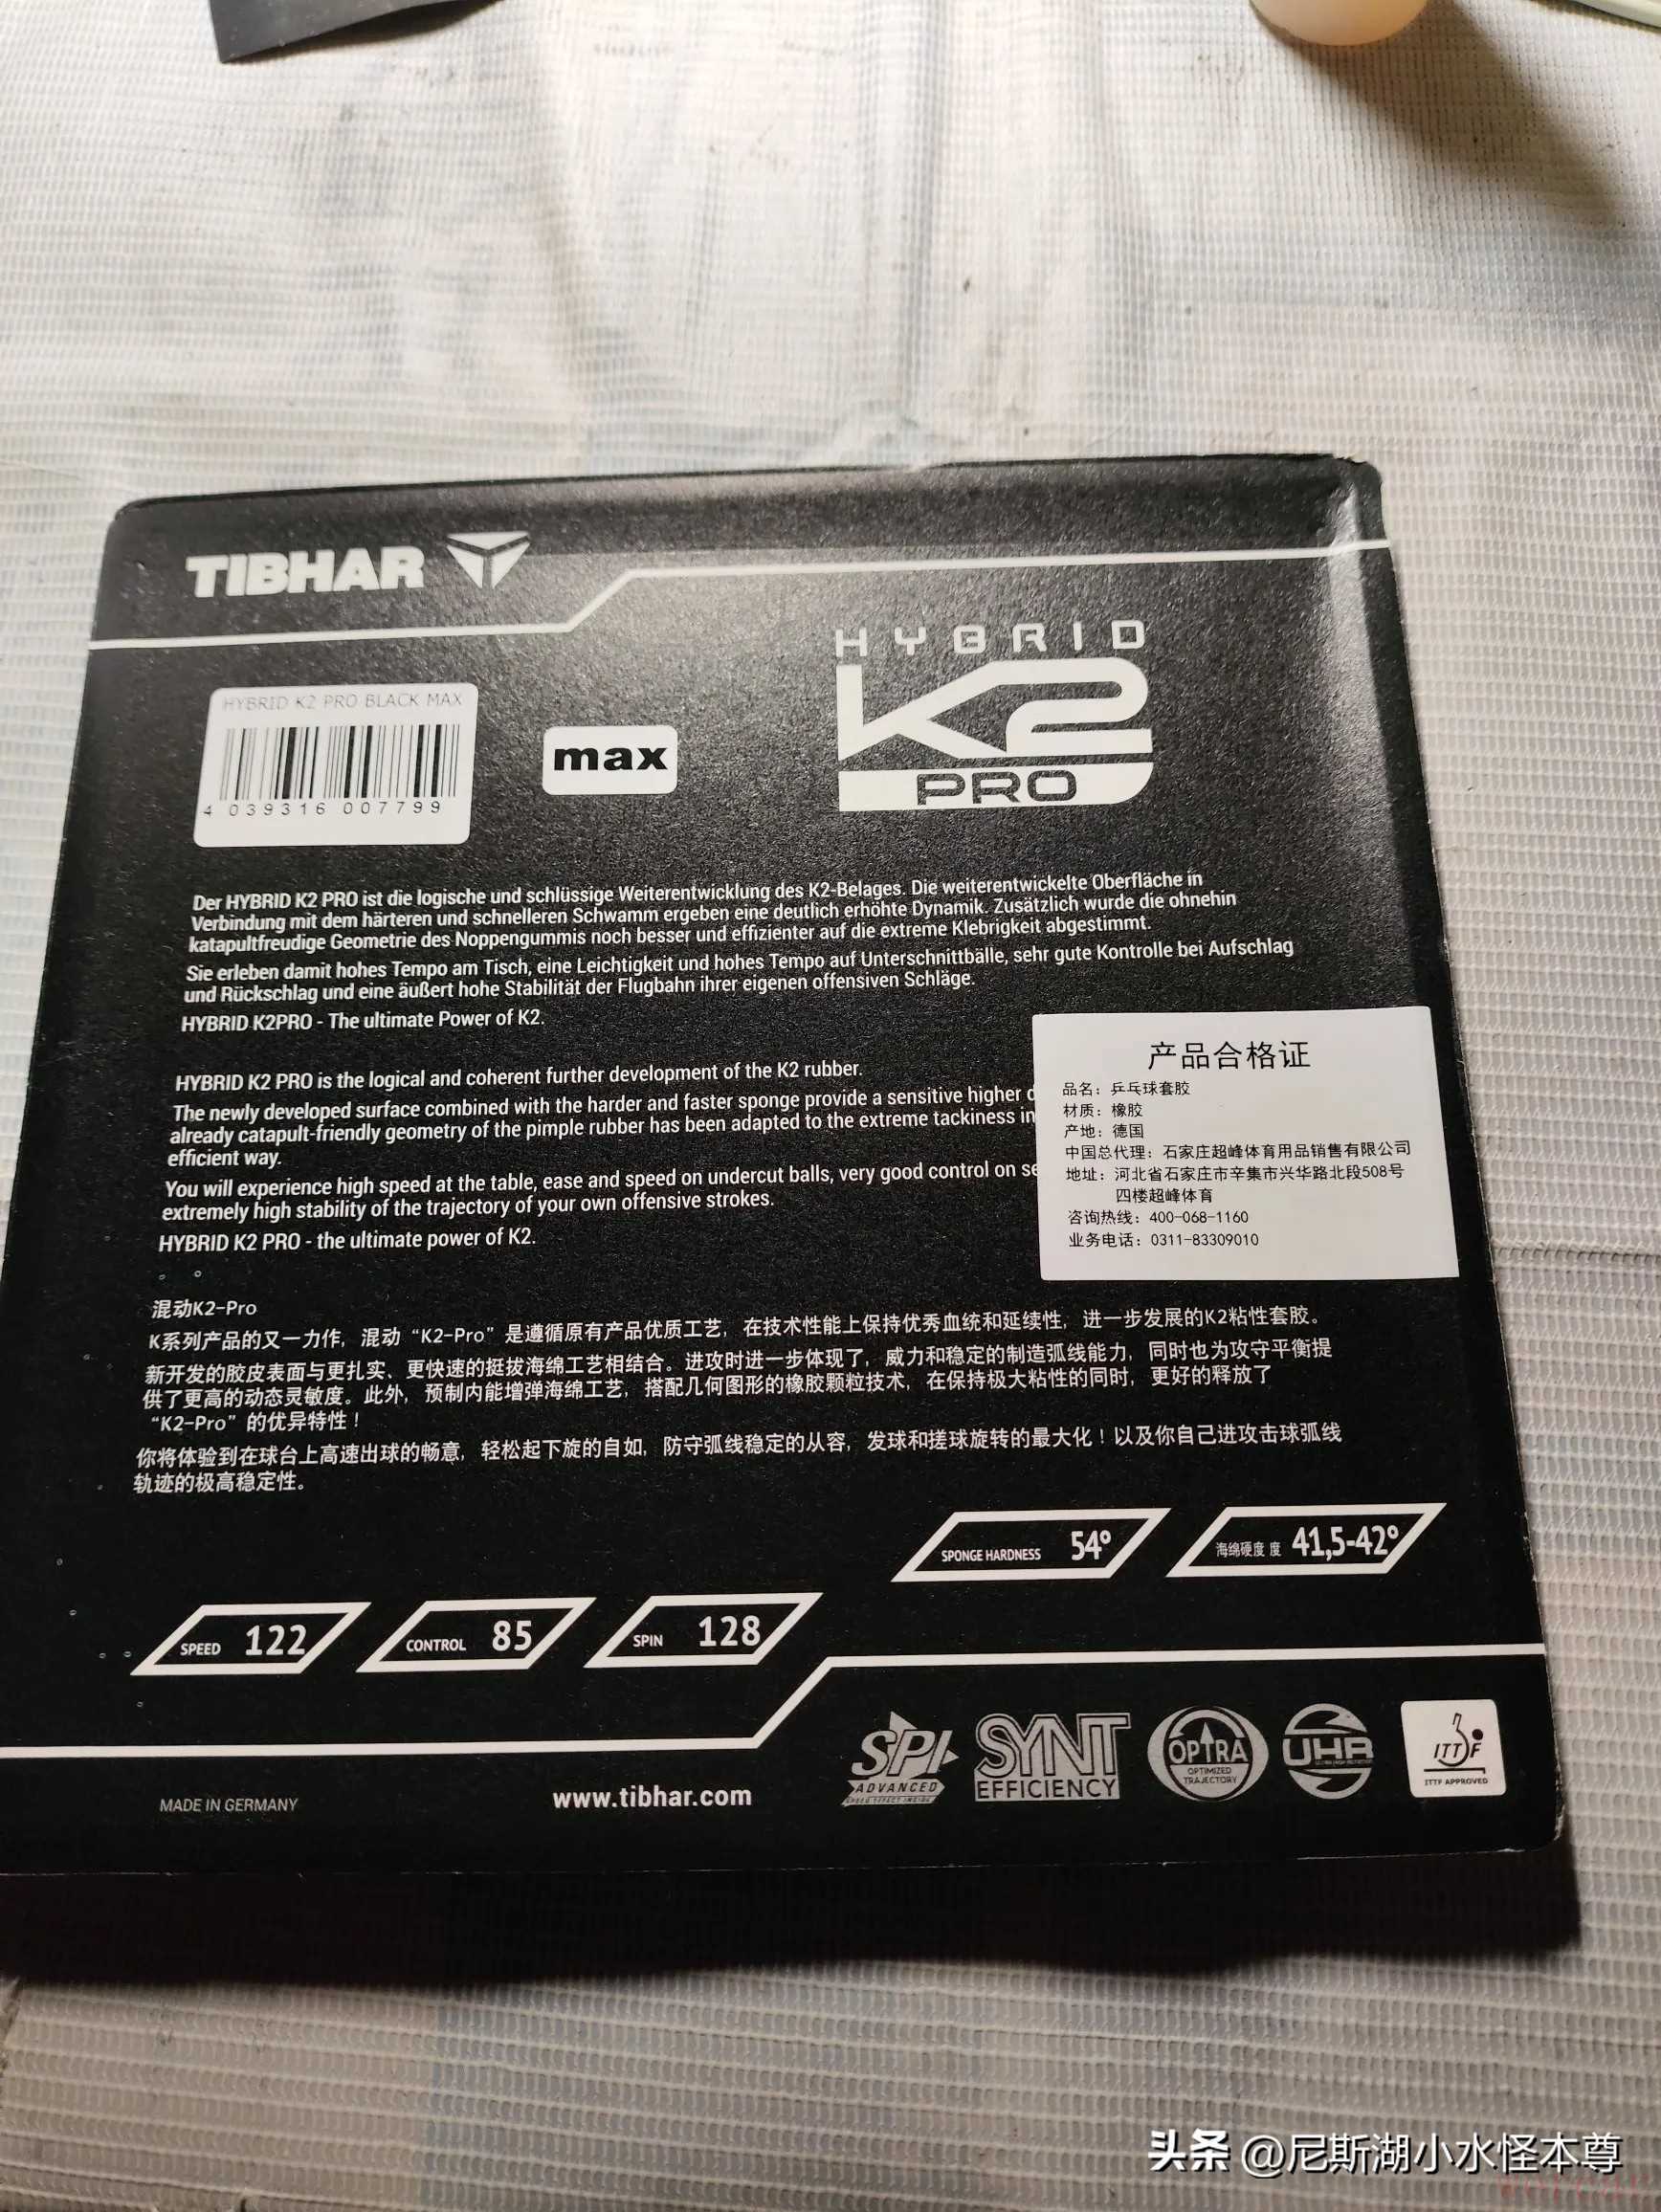 TIBHAR
HYBRID
K2
PRO
HYBRID K2 PRO BLACK MAX
4 039316 007799
max
Der HYBRID K2 PRO ist die logische und schlüssige Weiterentwicklung des K2-Belages. Die weiterentwickelte Oberfläche in
Verbindung mit dem härteren und schnelleren Schwamm ergeben eine deutlich erhöhte Dynamik. Zusätzlich wurde die ohnehin
katapultfreudige Geometrie des Noppengummis noch besser und effizienter auf die extreme Klebrigkeit abgestimmt.
Sie erleben damit hohes Tempo am Tisch, eine Leichtigkeit und hohes Tempo auf Unterschnittbälle, sehr gute Kontrolle bei Aufschlag
und Rückschlag und eine äußert hohe Stabilität der Flugbahn ihrer eigenen offensiven Schläge.
HYBRID K2PRO - The ultimate Power of K2.
HYBRID K2 PRO is the logical and coherent further development of the K2 rubber.
The newly developed surface combined with the harder and faster sponge provide a sensitive higher
already catapult-friendly geometry of the pimple rubber has been adapted to the extreme tackiness in
efficient way.
You will experience high speed at the table, ease and speed on undercut balls, very good control on
extremely high stability of the trajectory of your own offensive strokes.
HYBRID K2 PRO - the ultimate power of K2.
产品合格证
品名：乒乓球套胶
材质：橡胶
产地：德国
中国总代理：石家庄超峰体育用品销售有限公司
地址：河北省石家庄市辛集市兴华路北段508号
四楼超峰体育
咨询热线：400-068-1160
业务电话：0311-83309010
混动K2-Pro
K系列产品的又一力作，混动“K2-Pro”是遵循原有产品优质工艺，在技术性能上保持优秀血统和延续性，进一步发展的K2粘性套胶。
新开发的胶皮表面与更扎实、更快速的挺拔海绵工艺相结合。进攻时进一步体现了，威力和稳定的制造弧线能力，同时也为攻守平衡提
供了更高的动态灵敏度。此外，预制内能增弹海绵工艺，搭配几何图形的橡胶颗粒技术，在保持极大粘性的同时，更好的释放了
“K2-Pro”的优异特性！
你将体验到在球台上高速出球的畅意，轻松起下旋的自如，防守弧线稳定的从容，发球和搓球旋转的最大化！以及你自己进攻击球弧线
轨迹的极高稳定性。
SPONGE HARDNESS 54°
海绵硬度 度 41,5-42°
SPEED 122
CONTROL 85
SPIN 128
SPI
ADVANCED
SYNT
EFFICIENCY
OPTRA
OPTIMIZED
TRAJECTORY
UHR
ITTF
ITTF APPROVED
MADE IN GERMANY
www.tibhar.com
头条 @尼斯湖小水怪本尊